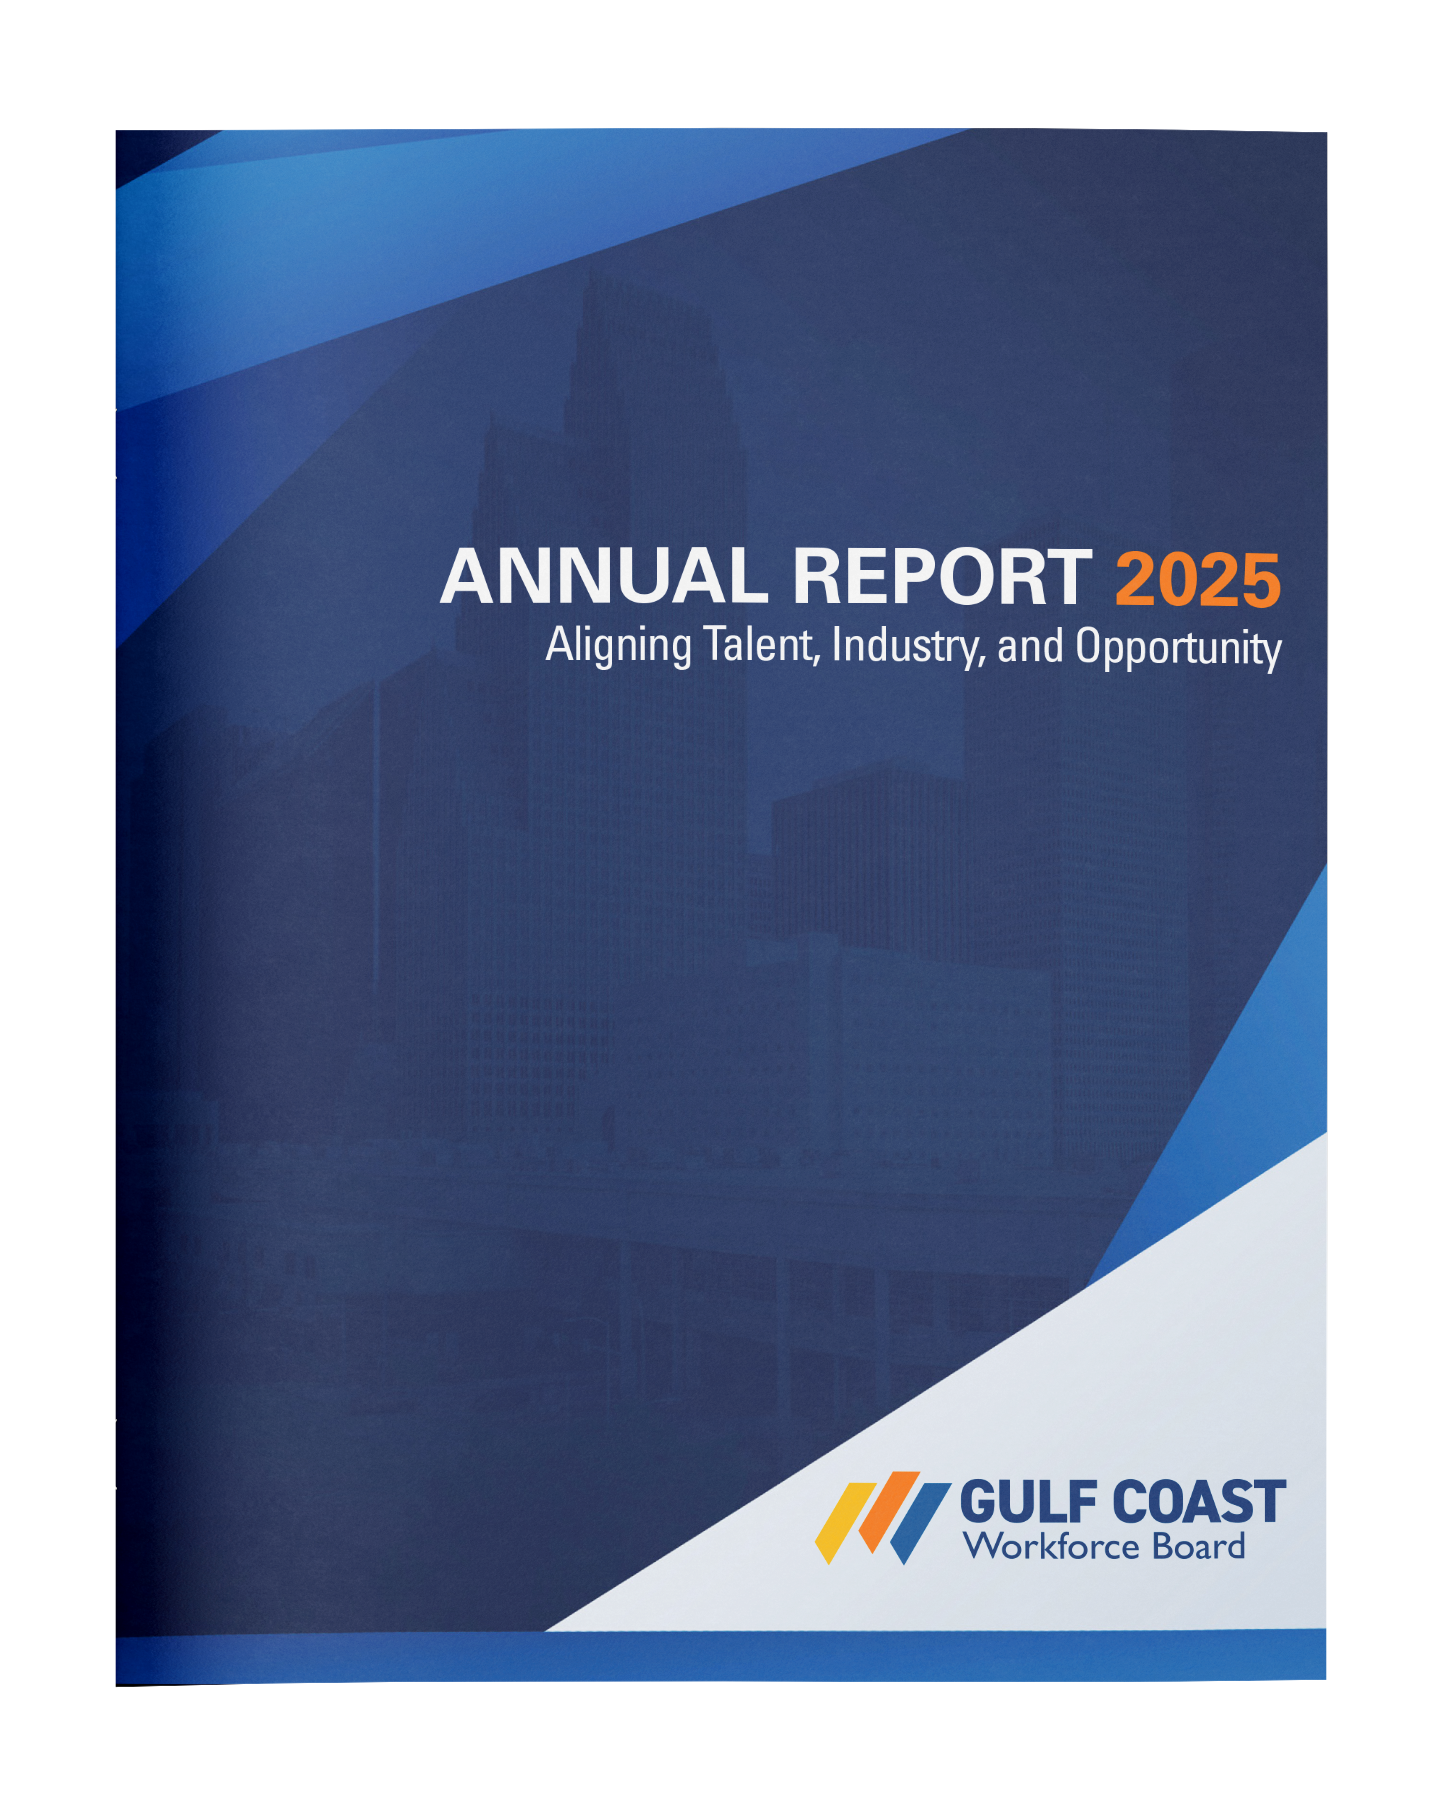 ANNUAL REPORT 2025
Aligning Talent, Industry, and Opportunity
GULF COAST
Workforce Board